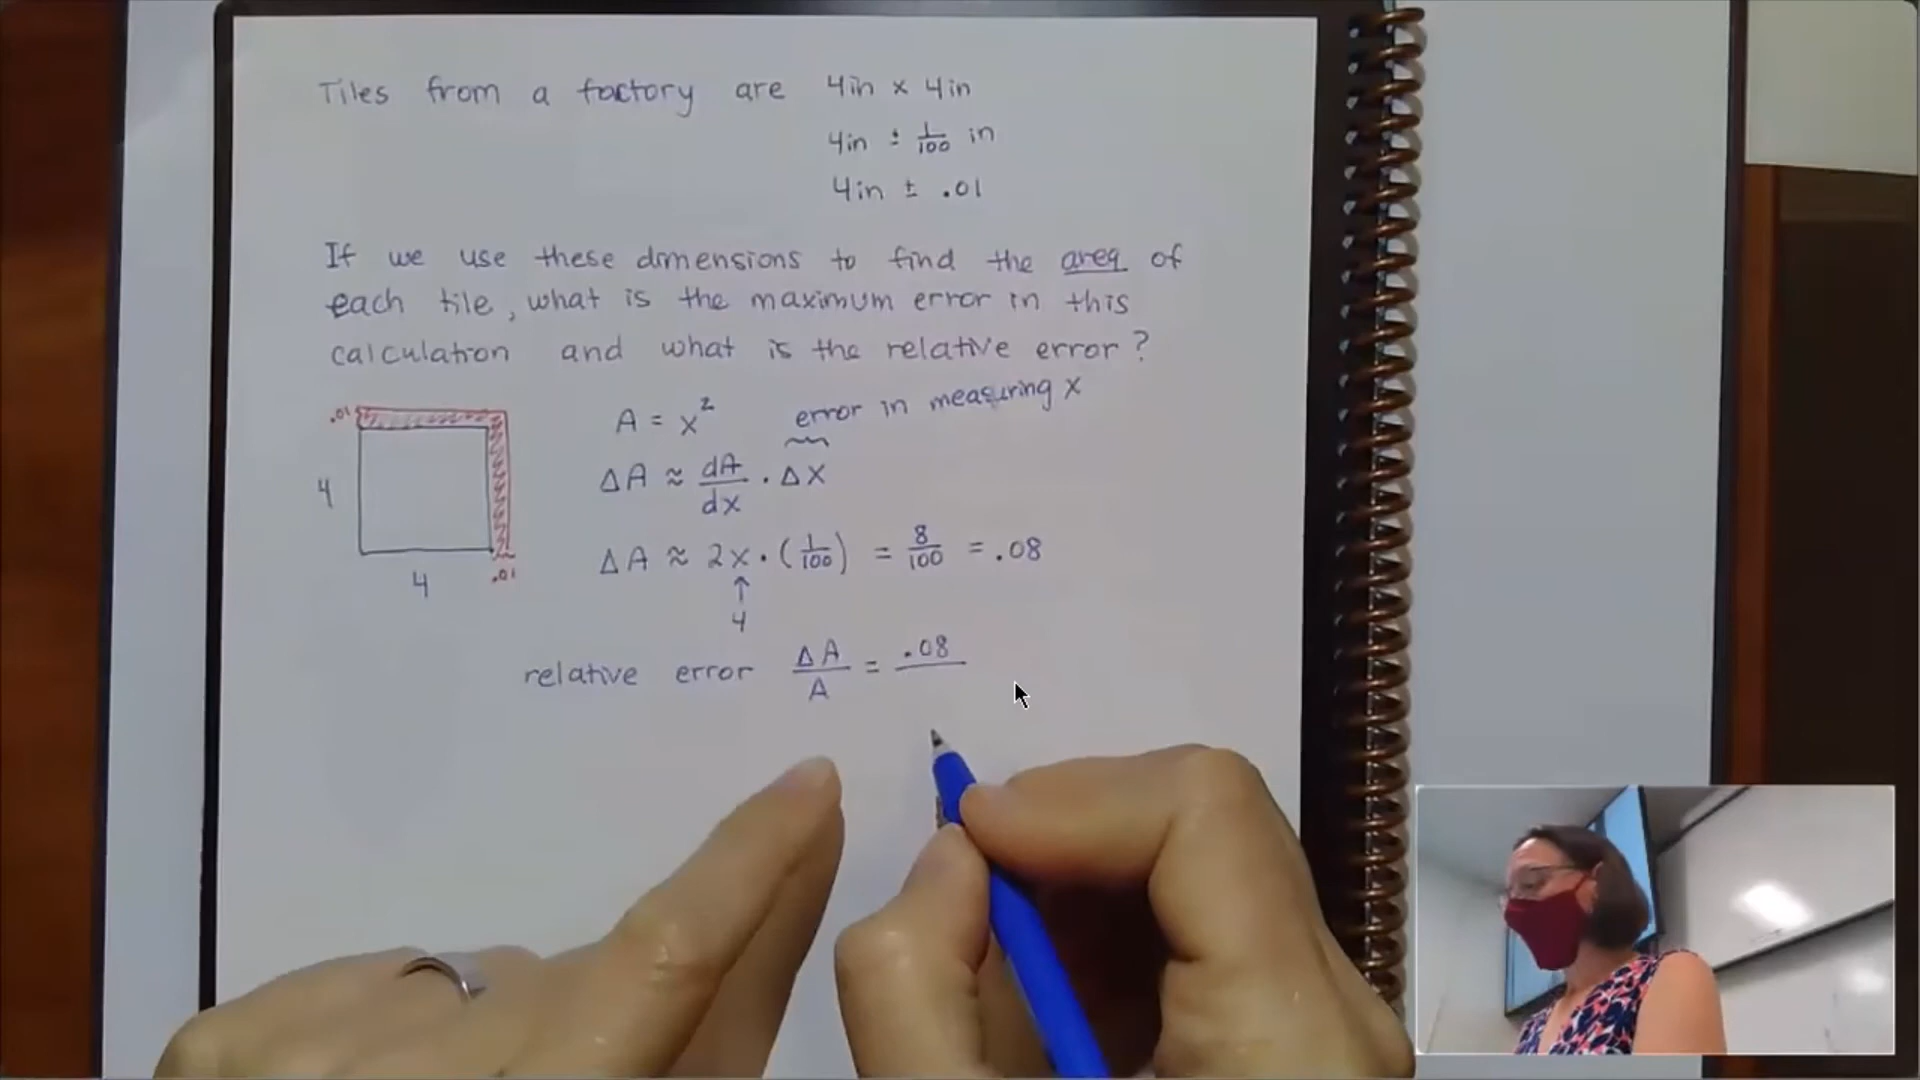 Tiles from a factory are 4in x 4in
4in ± 1/100 in
4in ± .01
If we use these dimensions to find the area of
each tile, what is the maximum error in this
calculation and what is the relative error?
.01
4
4
.01
A = x²
error in measuring x
ΔA ≈ dA/dx · Δx
ΔA ≈ 2x · (1/100) = 8/100 = .08
↑
4
relative error ΔA/A = .08